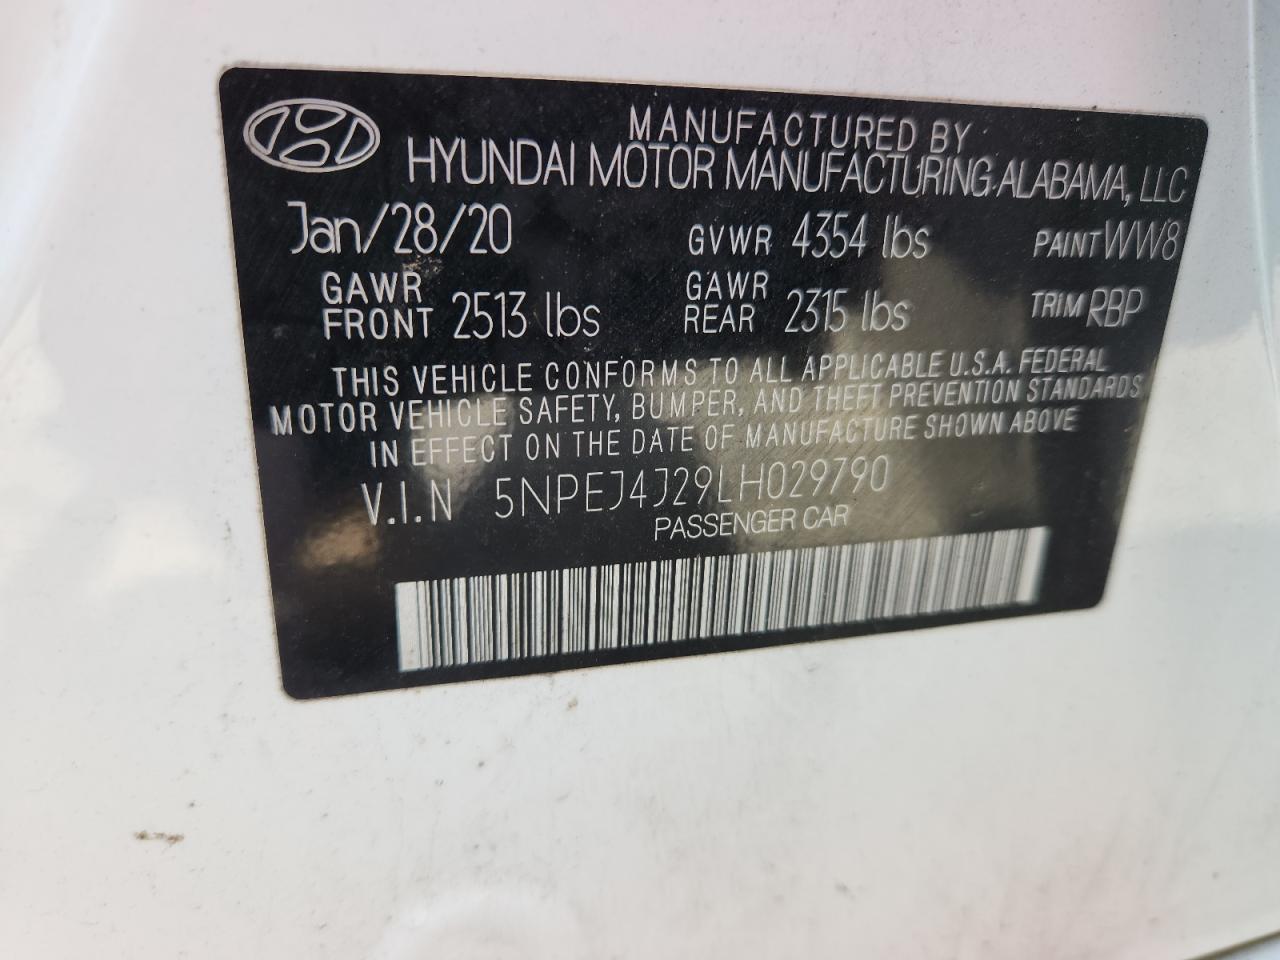 MANUFACTURED BY
HYUNDAI MOTOR MANUFACTURING ALABAMA, LLC
Jan/28/20 GVWR 4354 lbs PAINT WW8
GAWR FRONT 2513 lbs GAWR REAR 2315 lbs TRIM RBP
THIS VEHICLE CONFORMS TO ALL APPLICABLE U.S.A. FEDERAL
MOTOR VEHICLE SAFETY, BUMPER, AND THEFT PREVENTION STANDARDS
IN EFFECT ON THE DATE OF MANUFACTURE SHOWN ABOVE
V.I.N 5NPEJ4J29LH029790
PASSENGER CAR